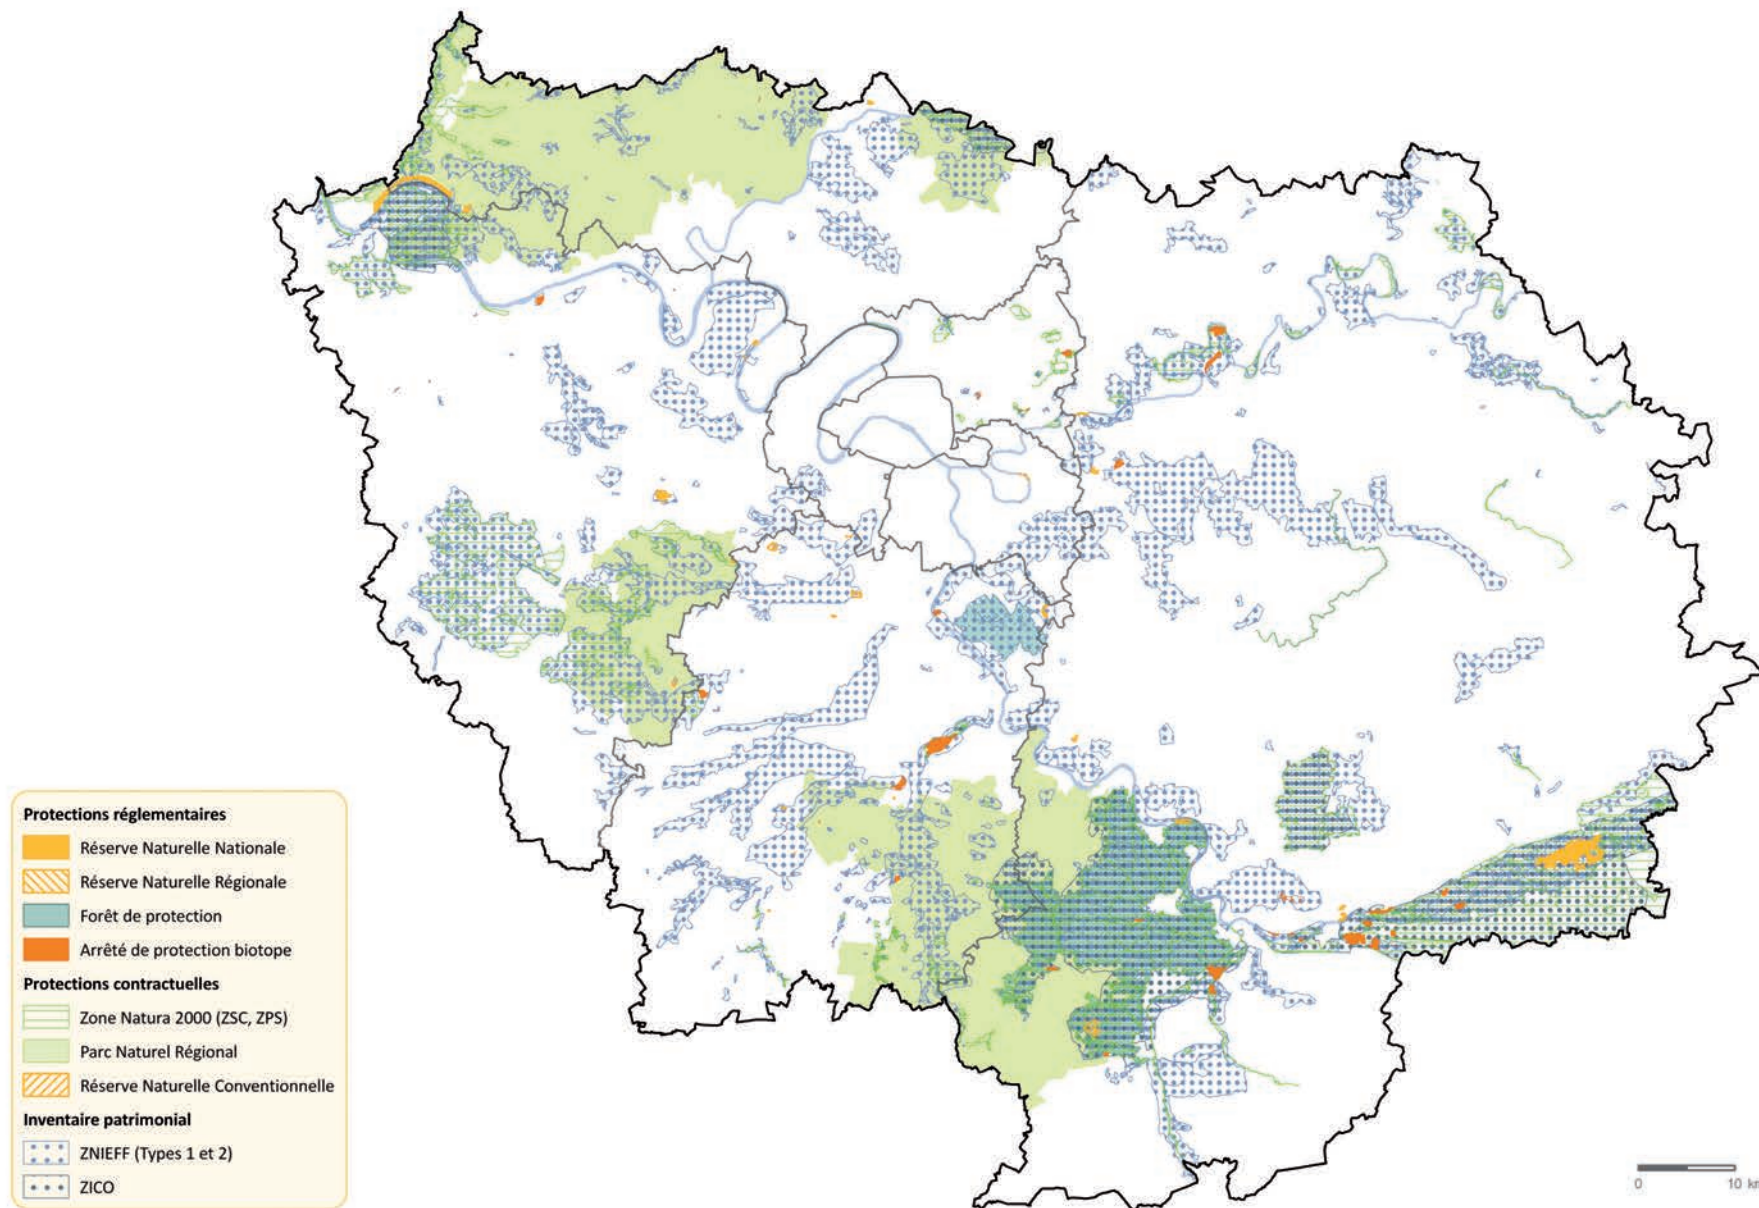 Protections réglementaires
Réserve Naturelle Nationale
Réserve Naturelle Régionale
Forêt de protection
Arrêté de protection biotope
Protections contractuelles
Zone Natura 2000 (ZSC, ZPS)
Parc Naturel Régional
Réserve Naturelle Conventionnelle
Inventaire patrimonial
ZNIEFF (Types 1 et 2)
ZICO
0 10 km